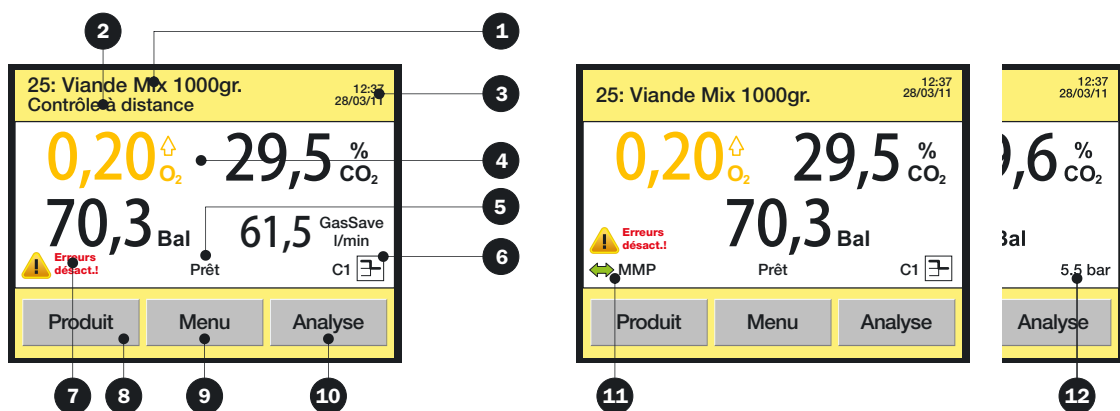 2
1
25: Viande Mix 1000gr.
Contrôle à distance
12:37
28/03/11
3
0,20 O₂
29,5 % CO₂
4
70,3 Bal
61,5 GasSave l/min
5
Erreurs
désact.!
Prêt
C1
6
Produit
Menu
Analyse
7
8
9
10
25: Viande Mix 1000gr.
12:37
28/03/11
0,20 O₂
29,5 % CO₂
Erreurs
désact.!
70,3 Bal
MMP
Prêt
C1
Produit
Menu
Analyse
11
12:37
28/03/11
,6 % CO₂
Bal
5.5 bar
Analyse
12